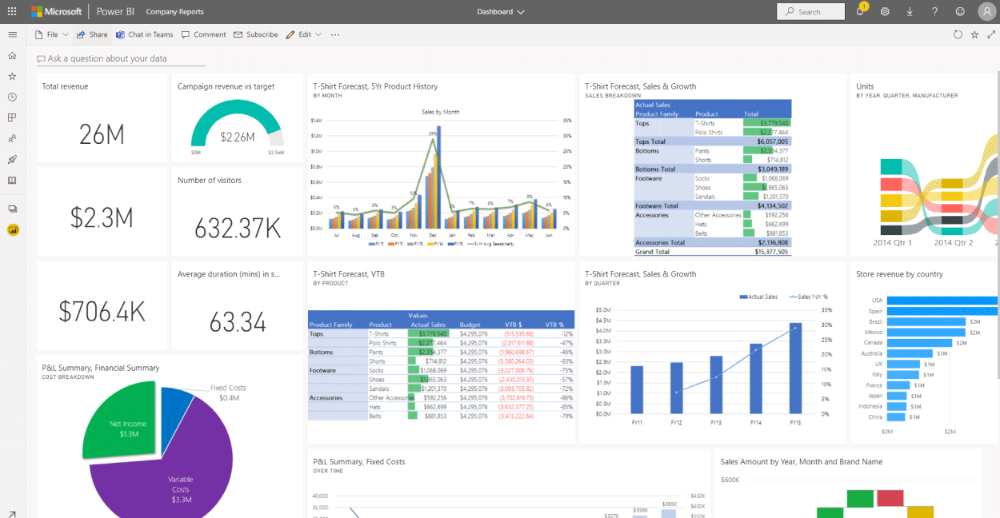 Microsoft Power BI Company Reports Dashboard Search 1
File Share Chat in Teams Comment Subscribe Edit ...
Ask a question about your data
Total revenue
26M
Campaign revenue vs target
$2.26M
$0M $2.56M
$2.3M
Number of visitors
632.37K
$706.4K
Average duration (mins) in s...
63.34
T-Shirt Forecast, 5Yr Product History
BY MONTH
Sales by Month
$1.4M 35%
$1.2M 30%
$1.0M 25%
$0.8M 20%
$0.6M 15%
$0.4M 10%
$0.2M 5%
$0.0M 0%
5% 5% 6% 5% 12% 29% 5% 7% 6% 7% 9% 6%
Jul Aug Sep Oct Nov Dec Jan Feb Mar Apr May Jun
FY11 FY11 FY13 FY14 FY15 5-Yr Avg Seasonality
T-Shirt Forecast, Sales & Growth
SALES BREAKDOWN
Actual Sales
Product Family Product Total
Tops T-Shirts $3,779,540
Polo Shirts $2,277,464
Tops Total $6,057,005
Bottoms Pants $2,334,377
Shorts $714,812
Bottoms Total $3,049,189
Footware Socks $1,068,069
Shoes $1,865,063
Sandals $1,201,370
Footware Total $4,134,502
Accessories Other Accessories $592,256
Hats $662,699
Belts $881,853
Accessories Total $2,136,808
Grand Total $15,377,505
Units
BY YEAR, QUARTER, MANUFACTURER
2014 Qtr 1 2014 Qtr 2
T-Shirt Forecast, VTB
BY PRODUCT
Values
Product Family Product Actual Sales Budget VTB $ VTB %
Tops T-Shirts $3,779,540 $4,295,076 (515,535.68) -12%
Polo Shirts $2,277,464 $4,295,076 (2,017,611.88) -47%
Bottoms Pants $2,334,377 $4,295,076 (1,960,698.67) -46%
Shorts $714,812 $4,295,076 (3,580,264.03) -83%
Footware Socks $1,068,069 $4,295,076 (3,227,006.76) -75%
Shoes $1,865,063 $4,295,076 (2,430,013.35) -57%
Sandals $1,201,370 $4,295,076 (3,093,705.82) -72%
Accessories Other Accessories $592,256 $4,295,076 (3,702,819.73) -86%
Hats $662,699 $4,295,076 (3,632,377.25) -85%
Belts $881,853 $4,295,076 (3,413,222.84) -79%
T-Shirt Forecast, Sales & Growth
BY QUARTER
Actual Sales Sales YoY %
$5.0M 35%
$4.5M
$4.0M 30%
$3.5M 25%
$3.0M
$2.5M 20%
$2.0M 15%
$1.5M 10%
$1.0M
$0.5M 5%
$0.0M 0%
FY11 FY12 FY13 FY14 FY15
Store revenue by country
USA
Spain
Brazil $2M
Mexico $2M
Canada $2M
Australia $1M
UK $1M
Italy $1M
France $1M
Japan $1M
Indonesia $1M
China $1M
$0M $2M
P&L Summary, Financial Summary
COST BREAKDOWN
Fixed Costs
$0.4M
Net Income
$1.3M
Variable
Costs
$3.3M
P&L Summary, Fixed Costs
OVER TIME
40,000 $450K
35,000 $400K
$350K
$327K $356K $385K
Sales Amount by Year, Month and Brand Name
$600K